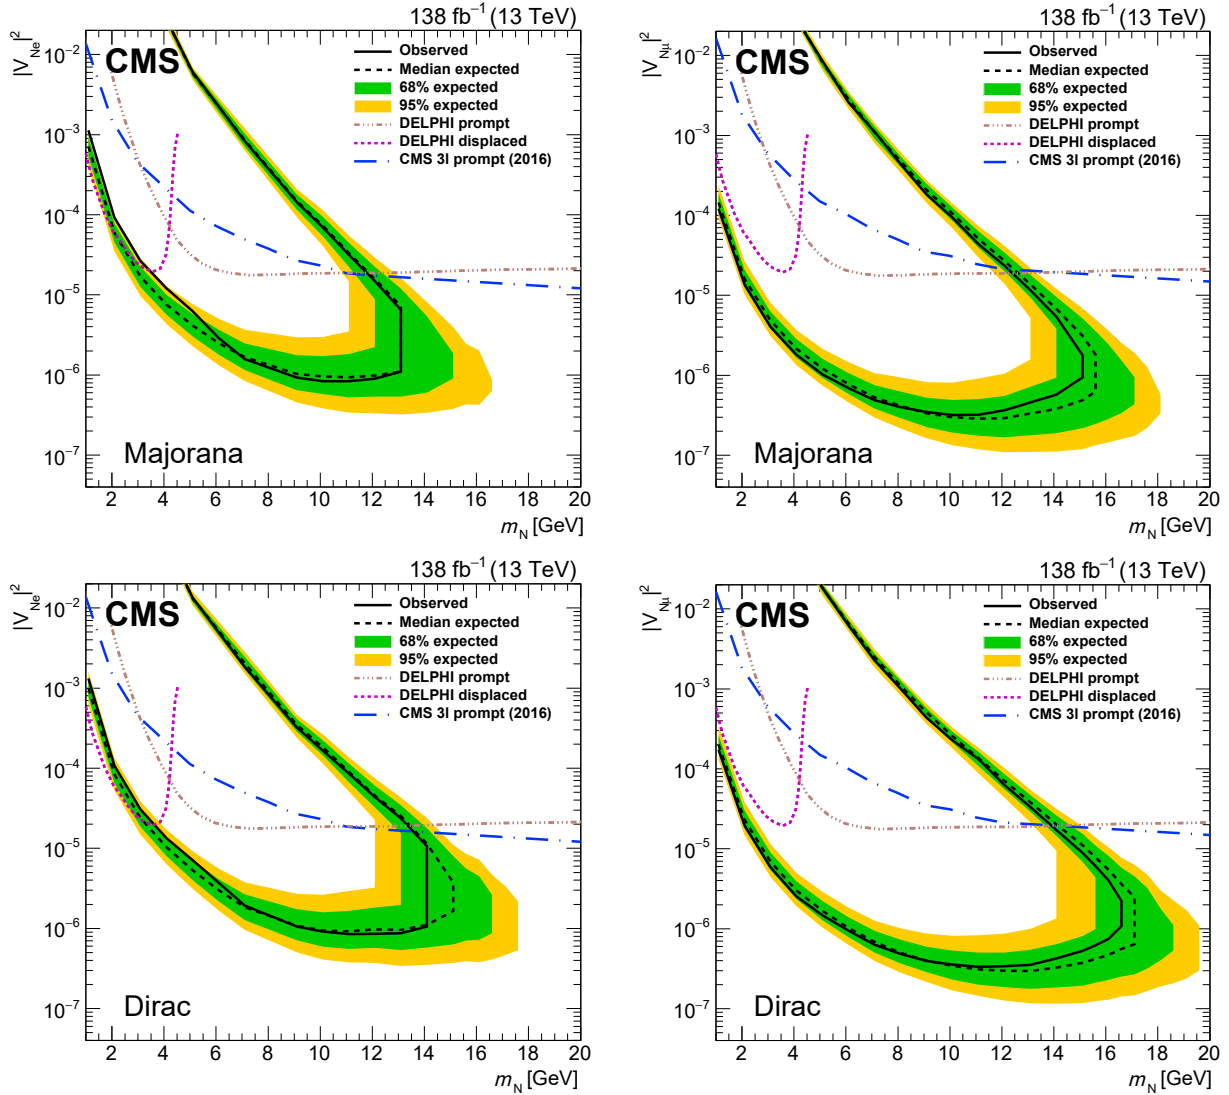 138 fb⁻¹ (13 TeV)
|V_Ne|²
CMS
Observed
Median expected
68% expected
95% expected
DELPHI prompt
DELPHI displaced
CMS 3l prompt (2016)
10⁻²
10⁻³
10⁻⁴
10⁻⁵
10⁻⁶
10⁻⁷
Majorana
2 4 6 8 10 12 14 16 18 20
m_N [GeV]
138 fb⁻¹ (13 TeV)
|V_Nμ|²
CMS
Observed
Median expected
68% expected
95% expected
DELPHI prompt
DELPHI displaced
CMS 3l prompt (2016)
10⁻²
10⁻³
10⁻⁴
10⁻⁵
10⁻⁶
10⁻⁷
Majorana
2 4 6 8 10 12 14 16 18 20
m_N [GeV]
138 fb⁻¹ (13 TeV)
|V_Ne|²
CMS
Observed
Median expected
68% expected
95% expected
DELPHI prompt
DELPHI displaced
CMS 3l prompt (2016)
10⁻²
10⁻³
10⁻⁴
10⁻⁵
10⁻⁶
10⁻⁷
Dirac
2 4 6 8 10 12 14 16 18 20
m_N [GeV]
138 fb⁻¹ (13 TeV)
|V_Nμ|²
CMS
Observed
Median expected
68% expected
95% expected
DELPHI prompt
DELPHI displaced
CMS 3l prompt (2016)
10⁻²
10⁻³
10⁻⁴
10⁻⁵
10⁻⁶
10⁻⁷
Dirac
2 4 6 8 10 12 14 16 18 20
m_N [GeV]